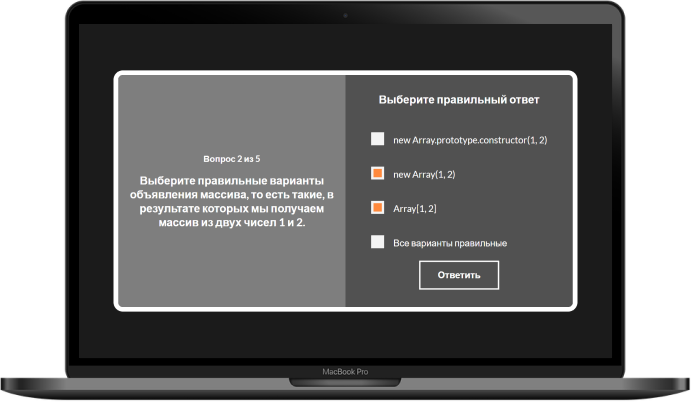 Вопрос 2 из 5
Выберите правильные варианты
объявления массива, то есть такие, в
результате которых мы получаем
массив из двух чисел 1 и 2.
Выберите правильный ответ
new Array.prototype.constructor(1, 2)
new Array(1, 2)
Array[1, 2]
Все варианты правильные
Ответить
MacBook Pro